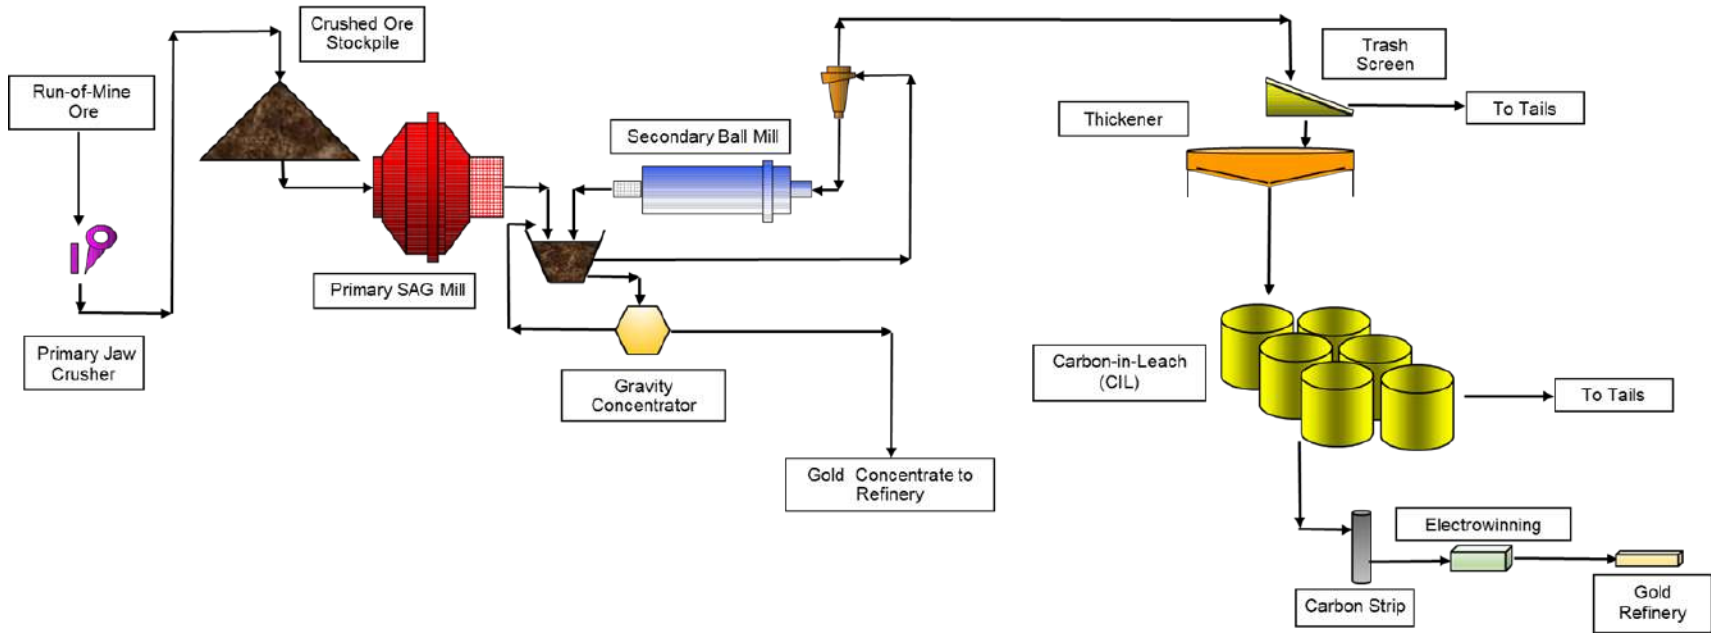 Crushed Ore
Stockpile
Run-of-Mine
Ore
Trash
Screen
To Tails
Thickener
Secondary Ball Mill
Primary SAG Mill
Primary Jaw
Crusher
Gravity
Concentrator
Carbon-in-Leach
(CIL)
To Tails
Gold Concentrate to
Refinery
Electrowinning
Carbon Strip
Gold
Refinery